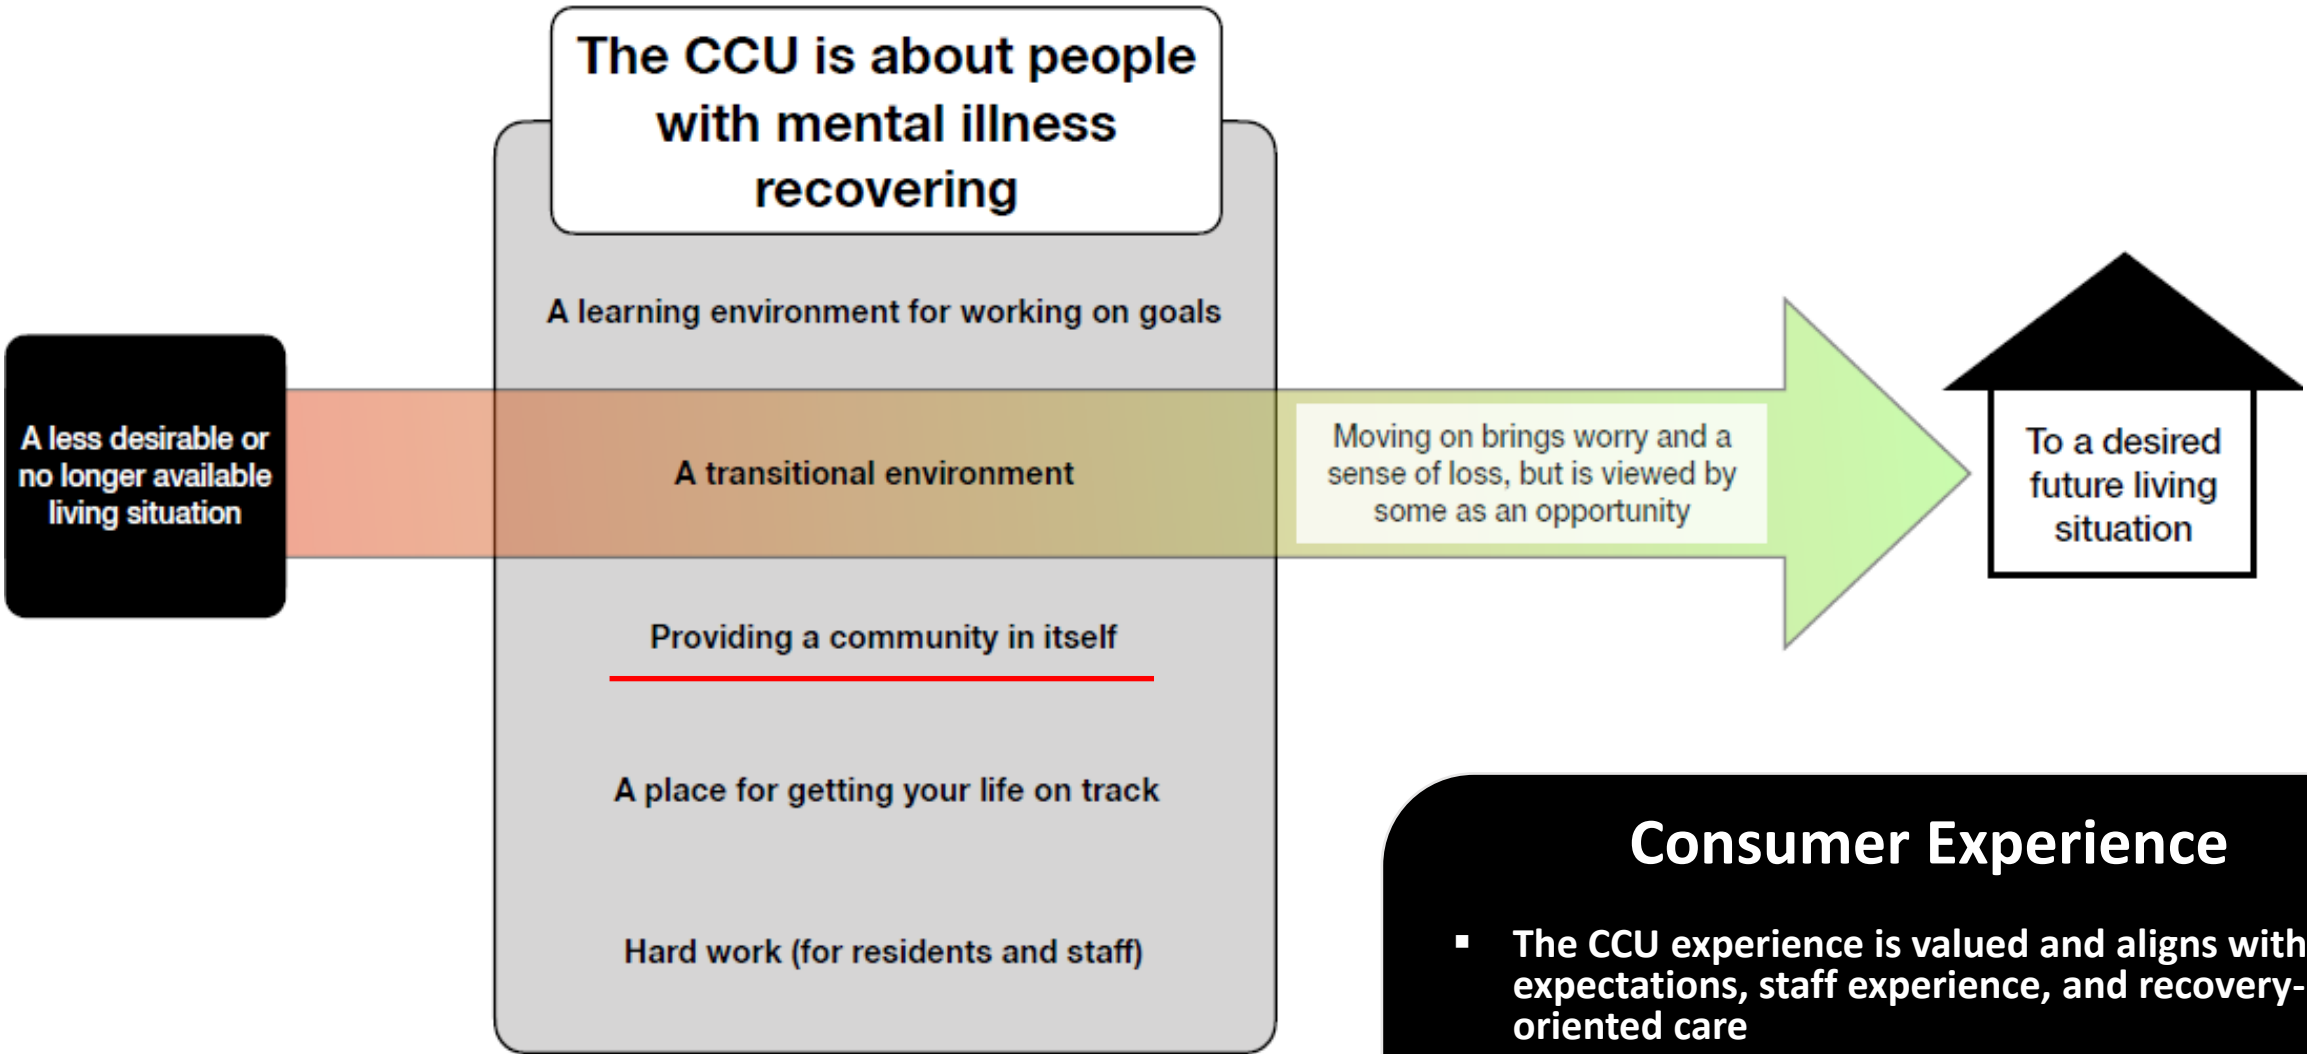 The CCU is about people
with mental illness
recovering
A learning environment for working on goals
A less desirable or
no longer available
living situation
A transitional environment
Moving on brings worry and a
sense of loss, but is viewed by
some as an opportunity
To a desired
future living
situation
Providing a community in itself
A place for getting your life on track
Hard work (for residents and staff)
Consumer Experience
▪ The CCU experience is valued and aligns with
expectations, staff experience, and recovery-
oriented care